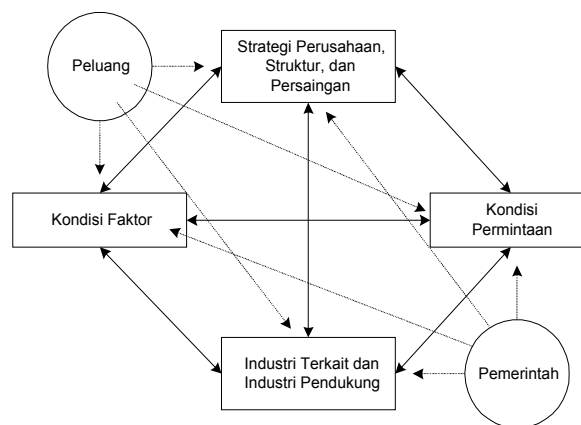 Strategi Perusahaan,
Struktur, dan
Persaingan
Peluang
Kondisi Faktor
Kondisi
Permintaan
Industri Terkait dan
Industri Pendukung
Pemerintah